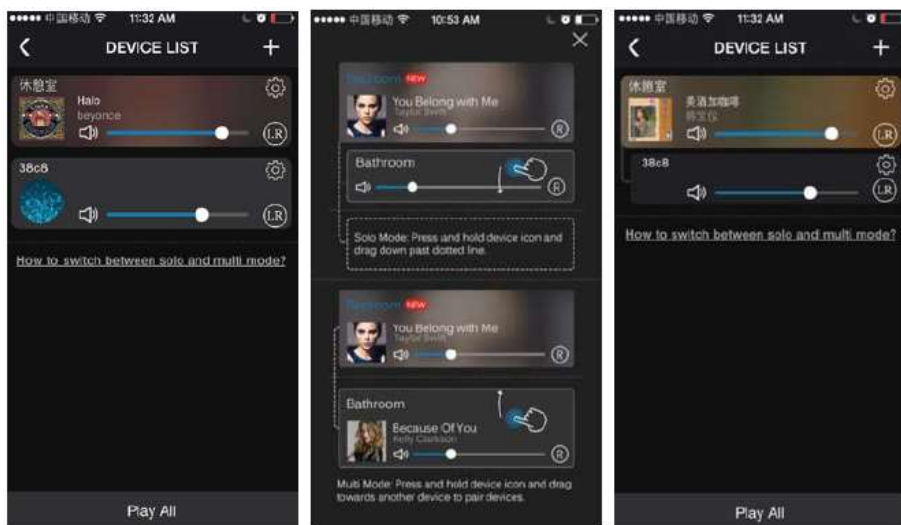 中国移动
11:32 AM
DEVICE LIST
+
休憩室
Halo
beyonce
LR
38c8
LR
How to switch between solo and multi mode?
Play All
中国移动
10:53 AM
Bathroom NEW
You Belong with Me
Taylor Swift
R
Bathroom
R
Solo Mode: Press and hold device icon and
drag down past dotted line.
Bathroom NEW
You Belong with Me
Taylor Swift
R
Bathroom
Because Of You
Kelly Clarkson
R
Multi Mode: Press and hold device icon and drag
towards another device to pair devices.
中国移动
11:32 AM
DEVICE LIST
+
休憩室
美酒加咖啡
LR
38c8
LR
How to switch between solo and multi mode?
Play All